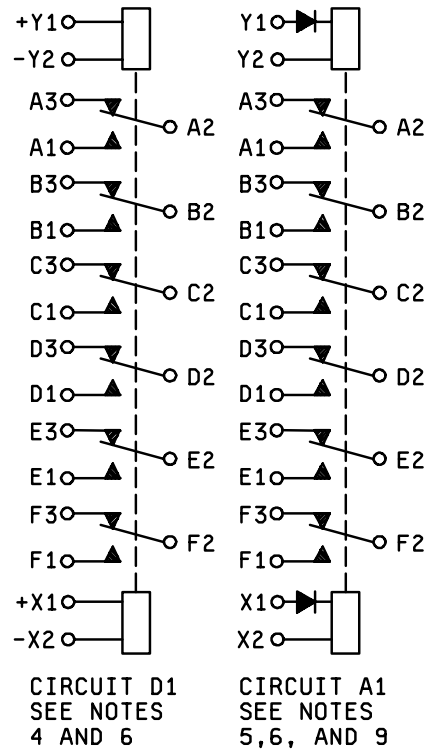 +Y1
-Y2
A3
A2
A1
B3
B2
B1
C3
C2
C1
D3
D2
D1
E3
E2
E1
F3
F2
F1
+X1
-X2
CIRCUIT D1
SEE NOTES
4 AND 6
Y1
Y2
A3
A2
A1
B3
B2
B1
C3
C2
C1
D3
D2
D1
E3
E2
E1
F3
F2
F1
X1
X2
CIRCUIT A1
SEE NOTES
5,6, AND 9